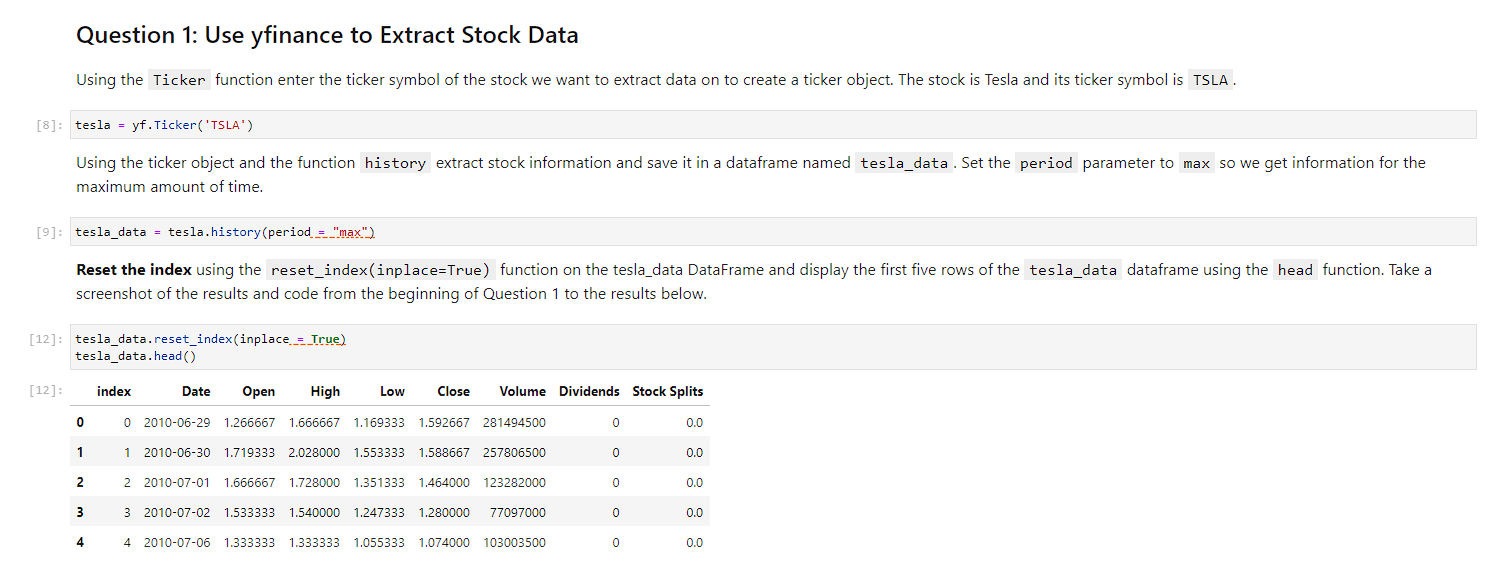 Question 1: Use yfinance to Extract Stock Data
Using the Ticker function enter the ticker symbol of the stock we want to extract data on to create a ticker object. The stock is Tesla and its ticker symbol is TSLA.
[8]: tesla = yf.Ticker('TSLA')
Using the ticker object and the function history extract stock information and save it in a dataframe named tesla_data. Set the period parameter to max so we get information for the
maximum amount of time.
[9]: tesla_data = tesla.history(period = "max")
Reset the index using the reset_index(inplace=True) function on the tesla_data DataFrame and display the first five rows of the tesla_data dataframe using the head function. Take a
screenshot of the results and code from the beginning of Question 1 to the results below.
[12]: tesla_data.reset_index(inplace = True)
tesla_data.head()
[12]: index Date Open High Low Close Volume Dividends Stock Splits
0 0 2010-06-29 1.266667 1.666667 1.169333 1.592667 281494500 0 0.0
1 1 2010-06-30 1.719333 2.028000 1.553333 1.588667 257806500 0 0.0
2 2 2010-07-01 1.666667 1.728000 1.351333 1.464000 123282000 0 0.0
3 3 2010-07-02 1.533333 1.540000 1.247333 1.280000 77097000 0 0.0
4 4 2010-07-06 1.333333 1.333333 1.055333 1.074000 103003500 0 0.0